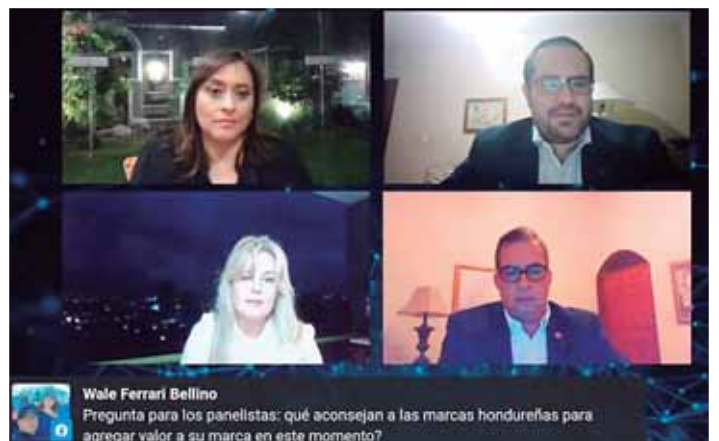 Wale Ferrari Bellino
Pregunta para los panelistas: qué aconsejan a las marcas hondureñas para
agregar valor a su marca en este momento?